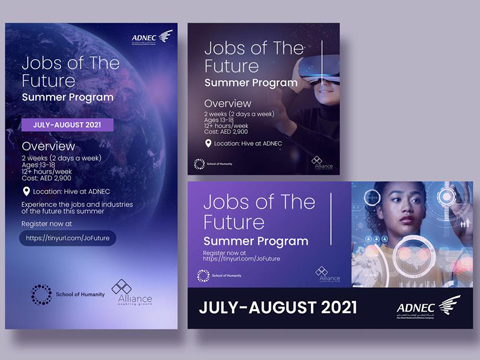 ADNEC
Jobs of The
Future
Summer Program
JULY-AUGUST 2021
Overview
2 weeks (2 days a week)
Ages 13-18
12+ hours/week
Cost: AED 2,900
Location: Hive at ADNEC
Experience the jobs and industries
of the future this summer
Register now at
https://tinyurl.com/JoFuture
School of Humanity
Alliance
enabling growth
Jobs of The
Future
Summer Program
Overview
2 weeks (2 days a week)
Ages 13-18
12+ hours/week
Cost: AED 2,900
Location: Hive at ADNEC
School of Humanity
Alliance
Jobs of The
Future
Summer Program
Register now at
https://tinyurl.com/JoFuture
School of Humanity
Alliance
JULY-AUGUST 2021
ADNEC